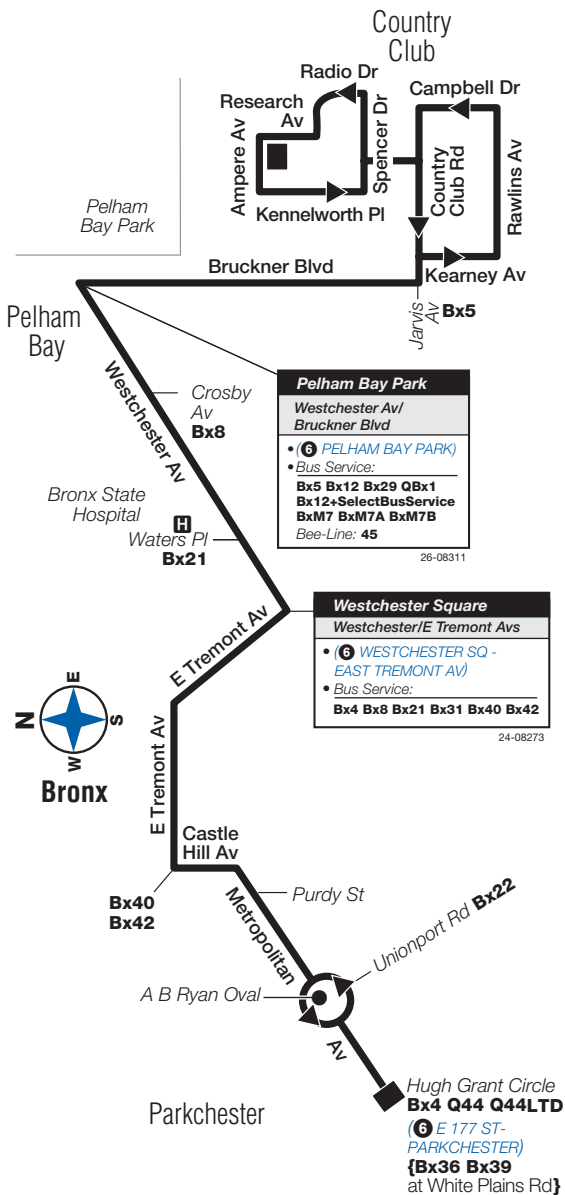 Country
Club
Radio Dr
Campbell Dr
Research
Av
Ampere Av
Spencer Dr
Country
Club Rd
Rawlins Av
Kennelworth Pl
Pelham
Bay Park
Bruckner Blvd
Kearney Av
Jarvis
Av
Bx5
Pelham
Bay
Westchester Av
Crosby
Av
Bx8
Pelham Bay Park
Westchester Av/
Bruckner Blvd
• (6 PELHAM BAY PARK)
• Bus Service:
Bx5 Bx12 Bx29 QBx1
Bx12+SelectBusService
BxM7 BxM7A BxM7B
Bee-Line: 45
26-08311
Bronx State
Hospital
H
Waters Pl
Bx21
Westchester Square
Westchester/E Tremont Avs
• (6 WESTCHESTER SQ -
EAST TREMONT AV)
• Bus Service:
Bx4 Bx8 Bx21 Bx31 Bx40 Bx42
24-08273
E Tremont Av
N
E
S
W
Bronx
E Tremont Av
Castle
Hill Av
Bx40
Bx42
Purdy St
Metropolitan
Av
Unionport Rd Bx22
A B Ryan Oval
Parkchester
Hugh Grant Circle
Bx4 Q44 Q44LTD
(6 E 177 ST-
PARKCHESTER)
{Bx36 Bx39
at White Plains Rd}